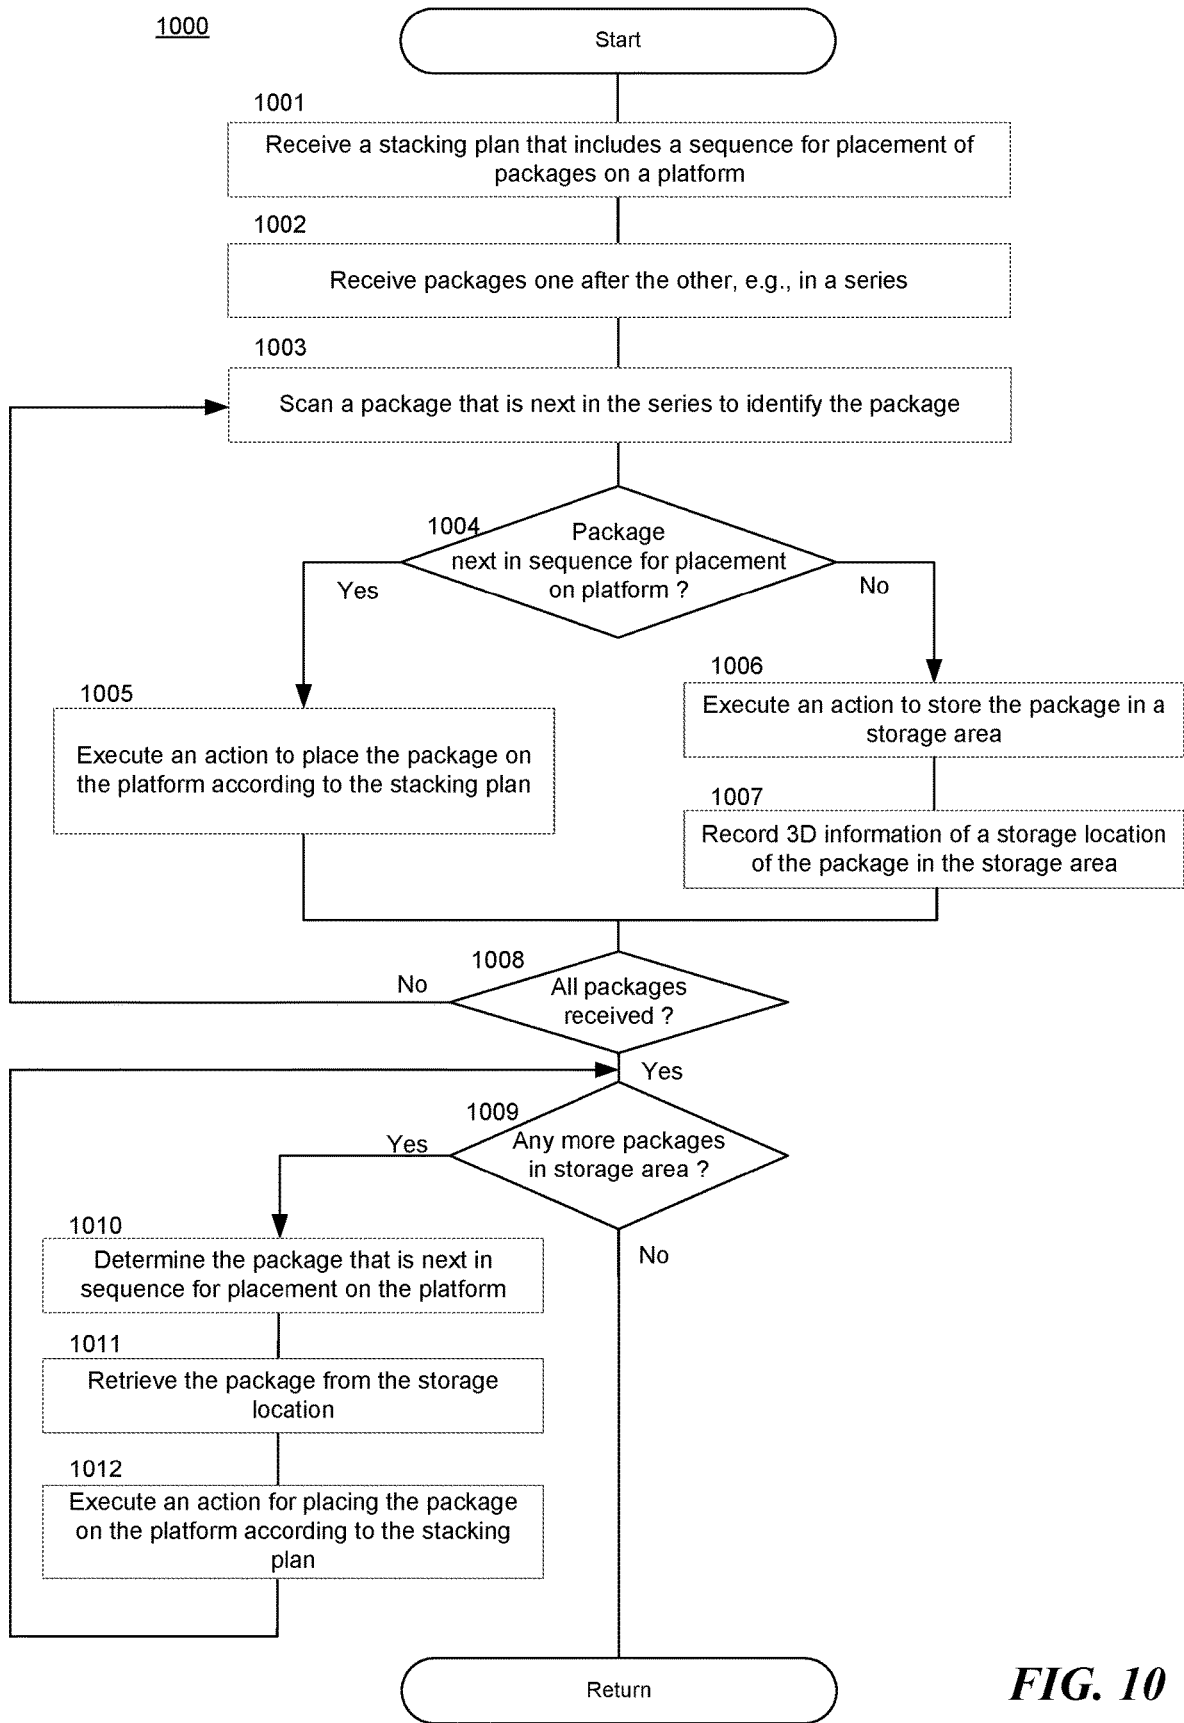 1000
Start
1001
Receive a stacking plan that includes a sequence for placement of
packages on a platform
1002
Receive packages one after the other, e.g., in a series
1003
Scan a package that is next in the series to identify the package
1004
Package
next in sequence for placement
on platform ?
Yes
No
1005
Execute an action to place the package on
the platform according to the stacking plan
1006
Execute an action to store the package in a
storage area
1007
Record 3D information of a storage location
of the package in the storage area
1008
All packages
received ?
No
Yes
1009
Any more packages
in storage area ?
Yes
No
1010
Determine the package that is next in
sequence for placement on the platform
1011
Retrieve the package from the storage
location
1012
Execute an action for placing the package
on the platform according to the stacking
plan
Return
FIG. 10